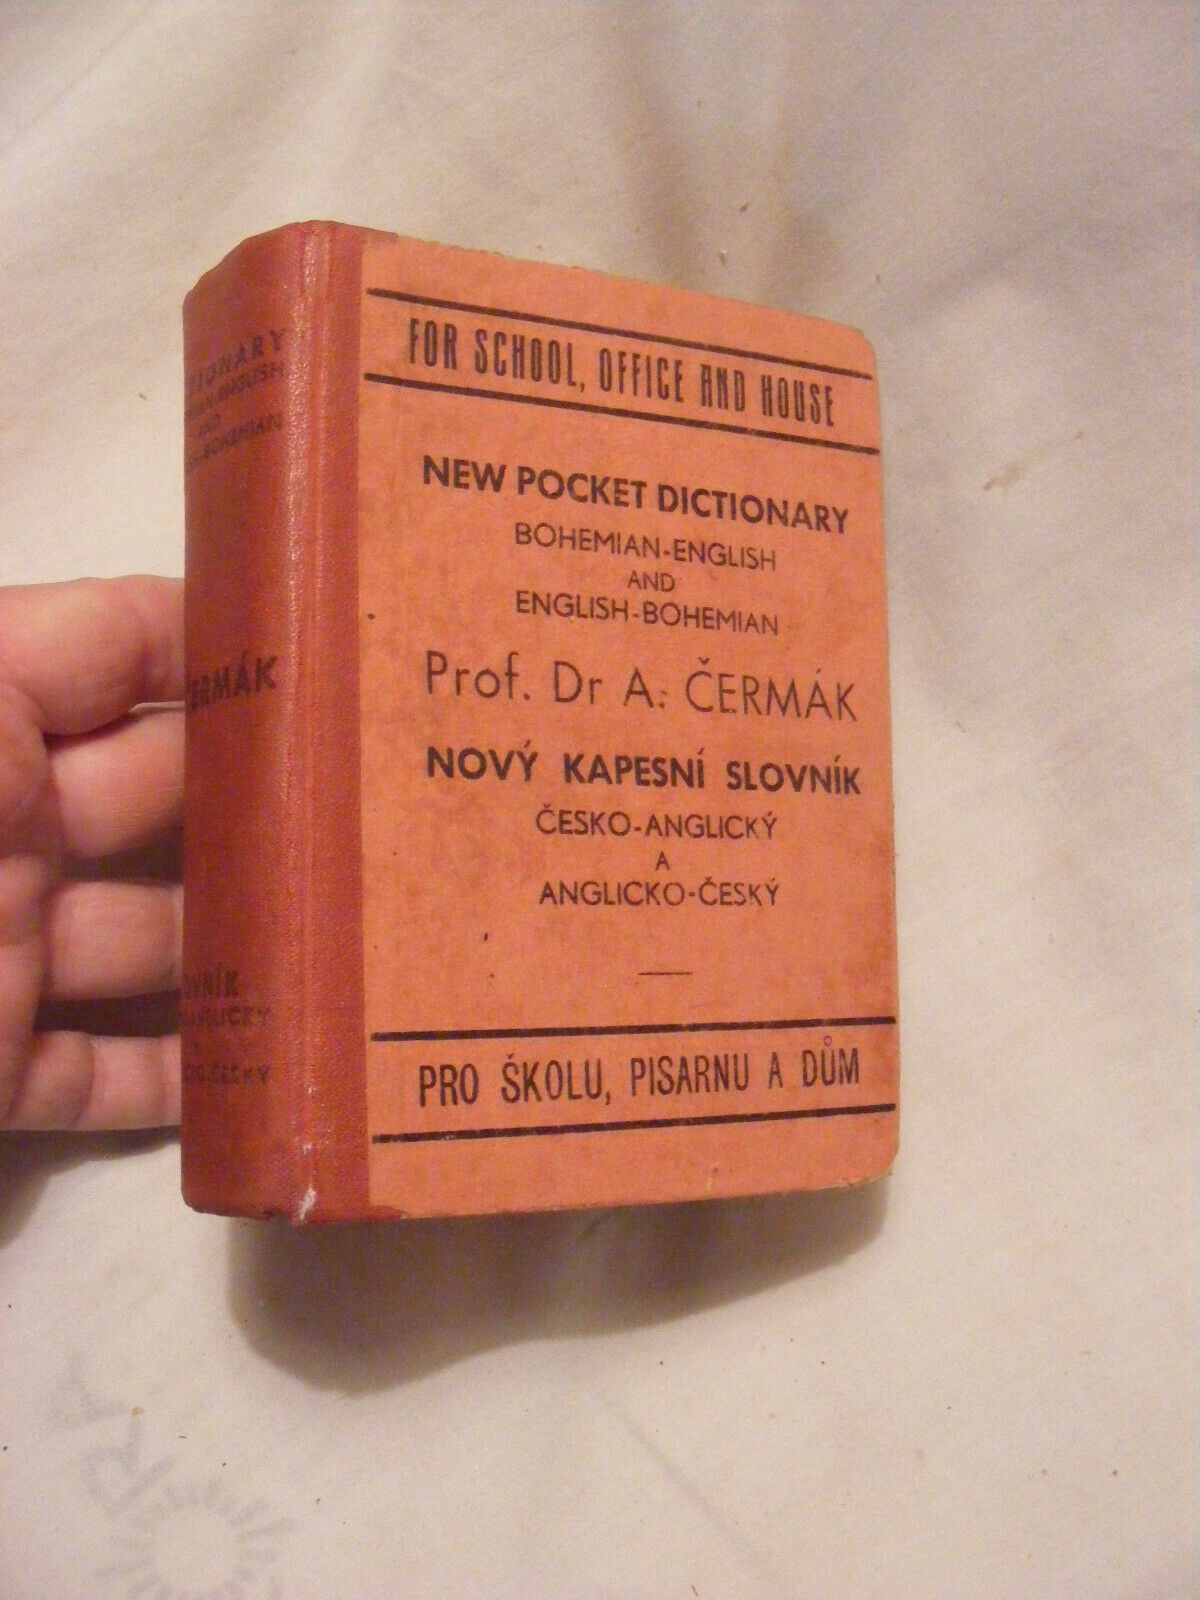 AND
ČERMÁK
FOR SCHOOL, OFFICE AND HOUSE
NEW POCKET DICTIONARY
BOHEMIAN-ENGLISH
AND
ENGLISH-BOHEMIAN
Prof. Dr A. ČERMÁK
NOVÝ KAPESNÍ SLOVNÍK
ČESKO-ANGLICKÝ
A
ANGLICKO-ČESKÝ
PRO ŠKOLU, PISARNU A DŮM